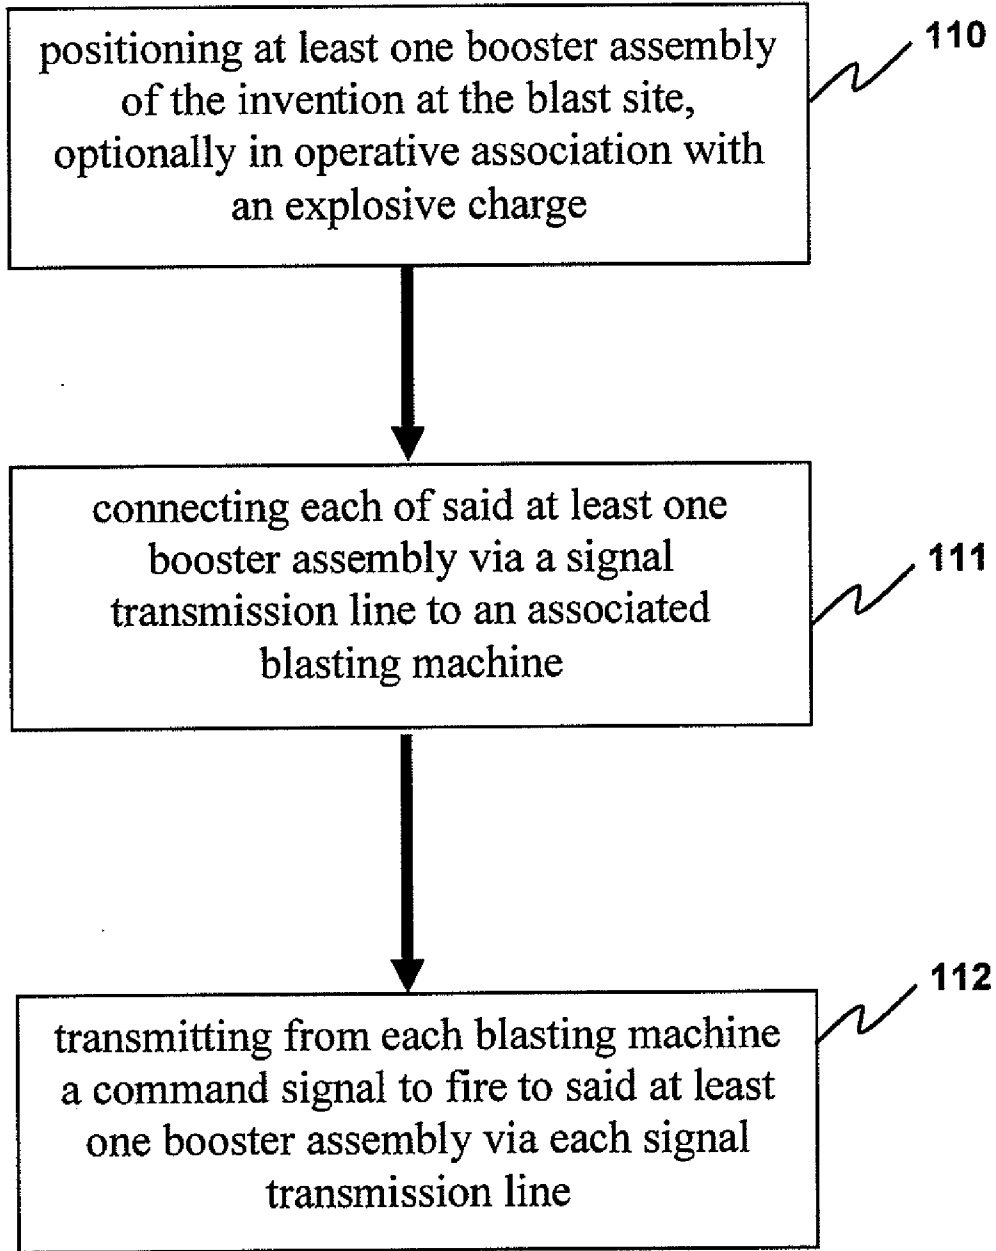 positioning at least one booster assembly
of the invention at the blast site,
optionally in operative association with
an explosive charge
110
connecting each of said at least one
booster assembly via a signal
transmission line to an associated
blasting machine
111
transmitting from each blasting machine
a command signal to fire to said at least
one booster assembly via each signal
transmission line
112